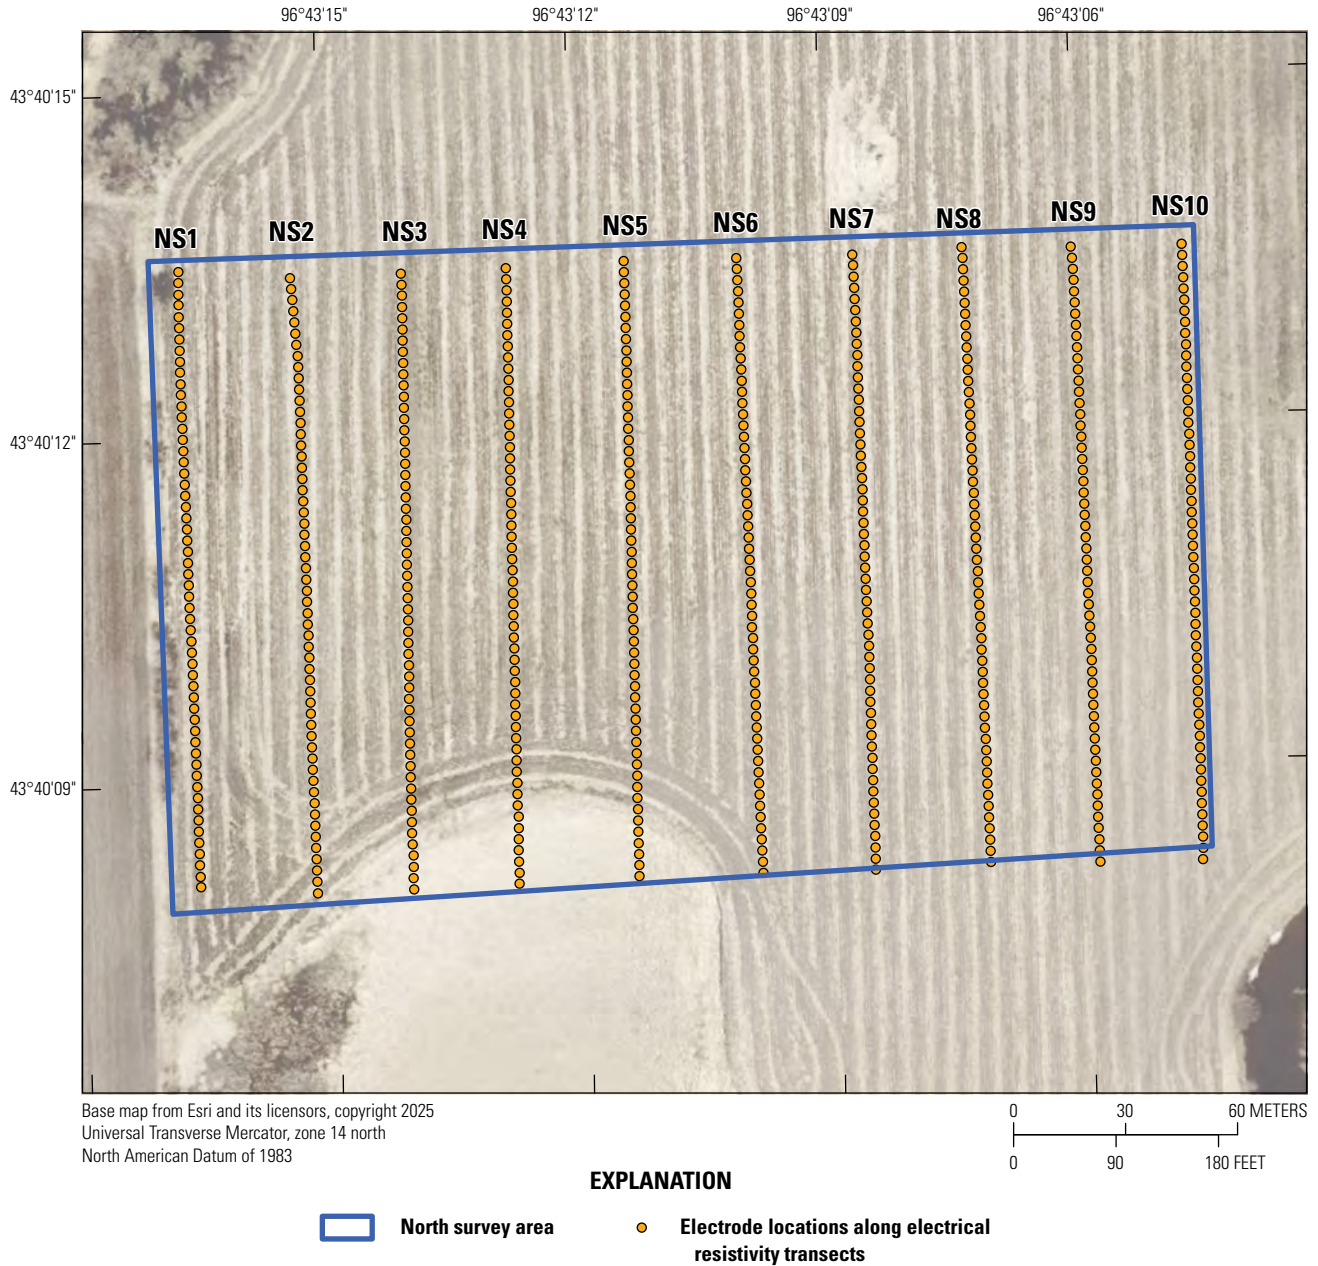 96°43'15" 96°43'12" 96°43'09" 96°43'06"
43°40'15"
NS1 NS2 NS3 NS4 NS5 NS6 NS7 NS8 NS9 NS10
43°40'12"
43°40'09"
Base map from Esri and its licensors, copyright 2025
Universal Transverse Mercator, zone 14 north
North American Datum of 1983
0 30 60 METERS
0 90 180 FEET
EXPLANATION
North survey area
Electrode locations along electrical
resistivity transects